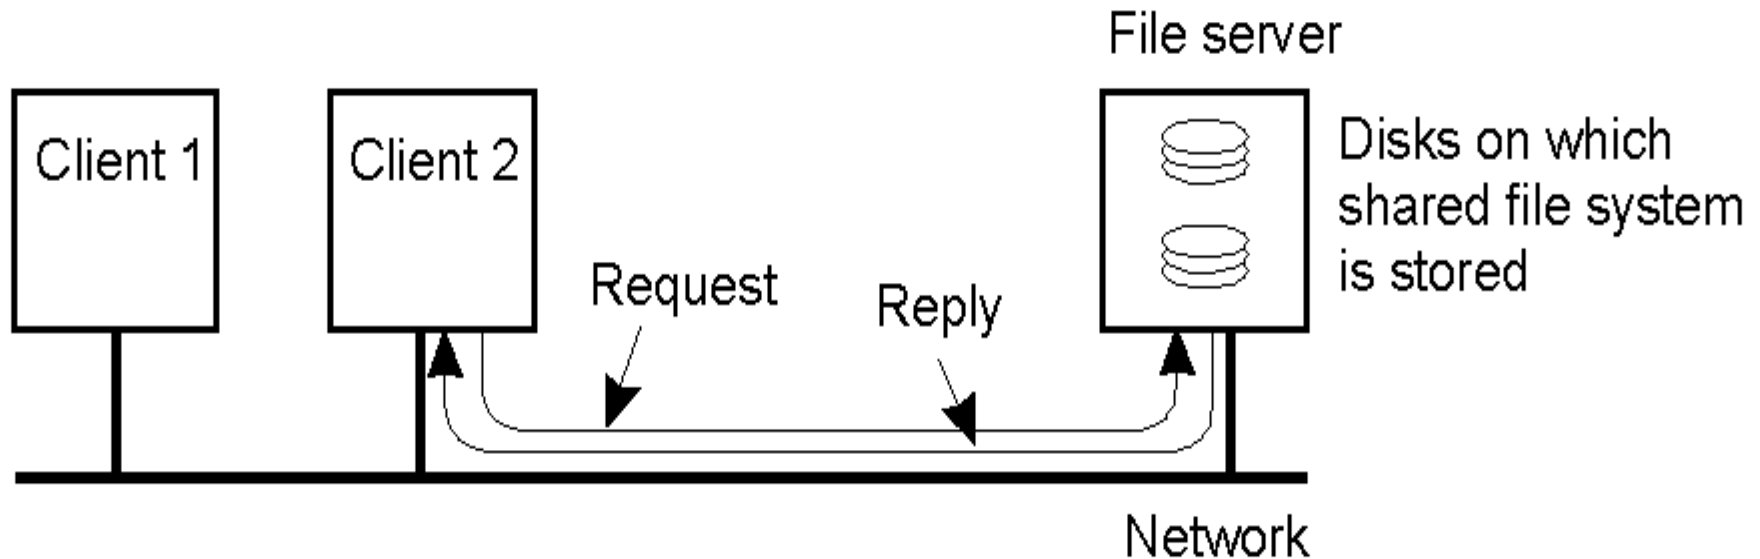 File server
Client 1
Client 2
Disks on which
shared file system
is stored
Request
Reply
Network